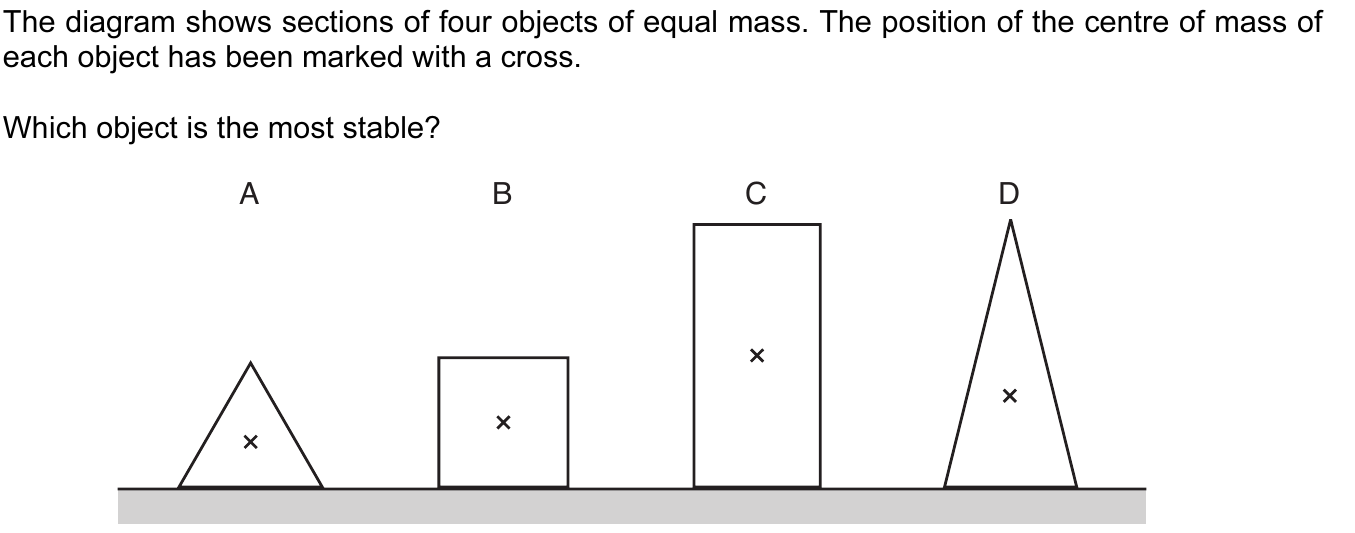 The diagram shows sections of four objects of equal mass. The position of the centre of mass of
each object has been marked with a cross.
Which object is the most stable?
A B C D